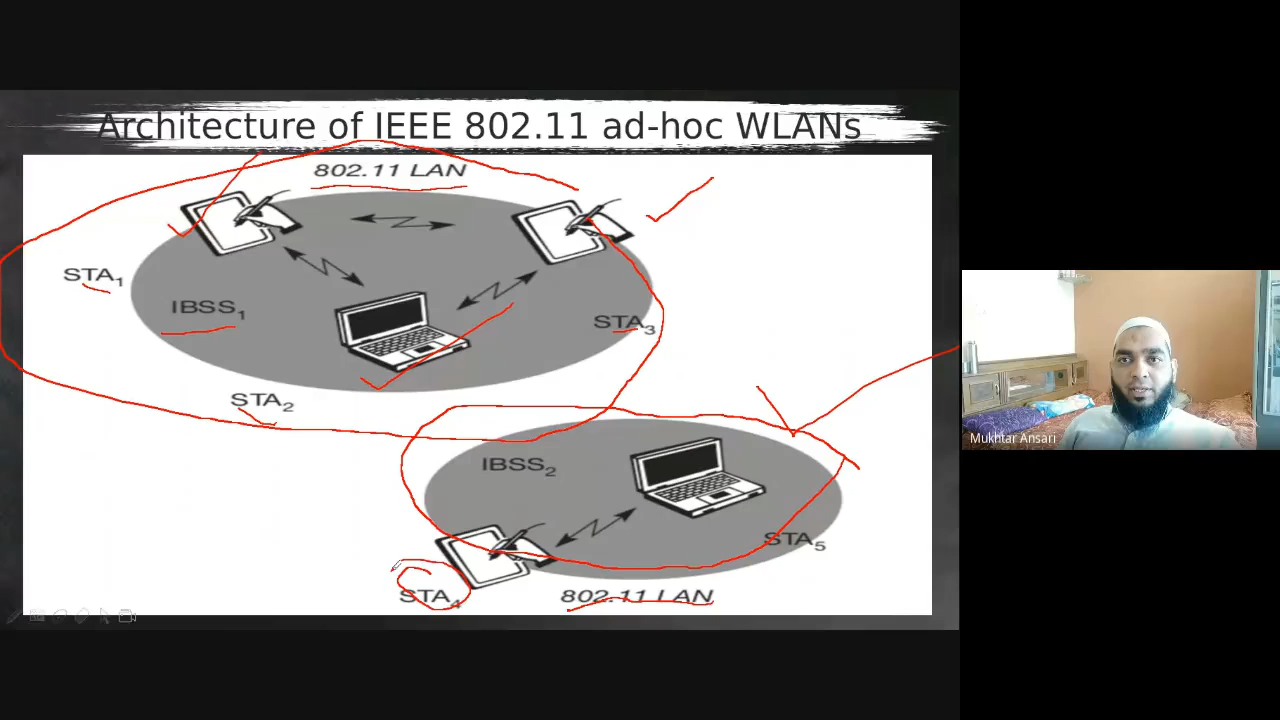 Architecture of IEEE 802.11 ad-hoc WLANs
802.11 LAN
STA1
IBSS1
STA3
STA2
IBSS2
STA5
STA4
802.11 LAN
Mukhtar Ansari